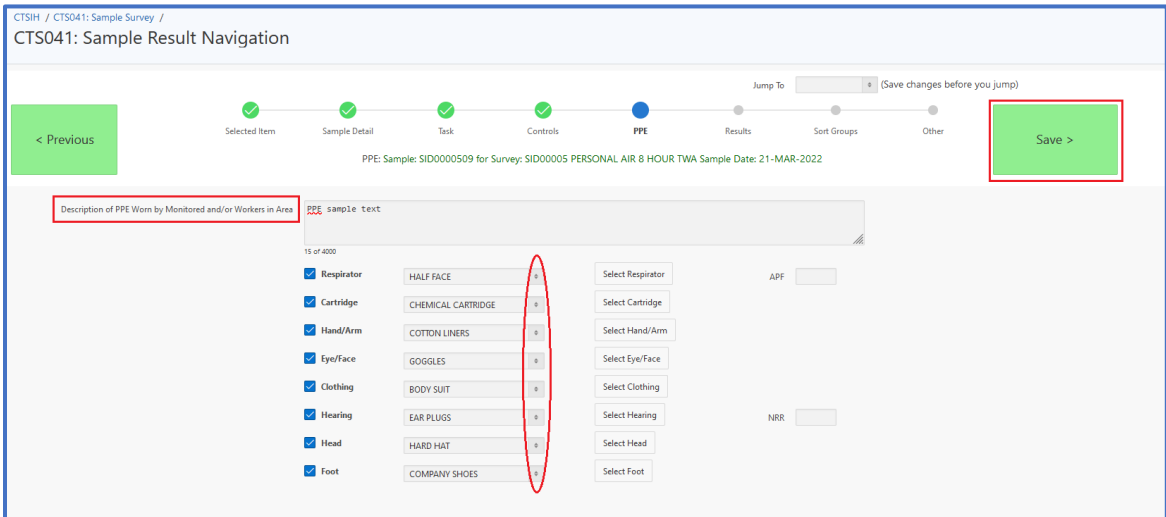 CTSIH / CTS041: Sample Survey /
CTS041: Sample Result Navigation
Jump To (Save changes before you jump)
< Previous
Selected Item Sample Detail Task Controls PPE Results Sort Groups Other
Save >
PPE: Sample: SID0000509 for Survey: SID00005 PERSONAL AIR 8 HOUR TWA Sample Date: 21-MAR-2022
Description of PPE Worn by Monitored and/or Workers in Area PPE sample text
15 of 4000
Respirator HALF FACE Select Respirator APF
Cartridge CHEMICAL CARTRIDGE Select Cartridge
Hand/Arm COTTON LINERS Select Hand/Arm
Eye/Face GOGGLES Select Eye/Face
Clothing BODY SUIT Select Clothing
Hearing EAR PLUGS Select Hearing NRR
Head HARD HAT Select Head
Foot COMPANY SHOES Select Foot